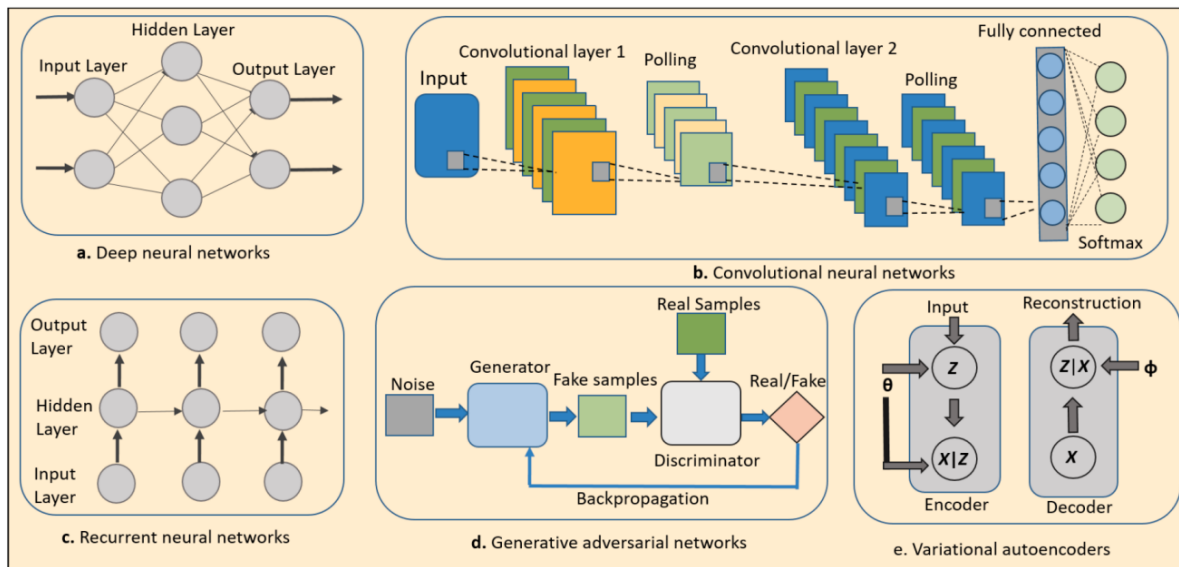 Hidden Layer
Input Layer
Output Layer
a. Deep neural networks
Input
Convolutional layer 1
Polling
Convolutional layer 2
Polling
Fully connected
Softmax
b. Convolutional neural networks
Output
Layer
Hidden
Layer
Input
Layer
c. Recurrent neural networks
Real Samples
Noise
Generator
Fake samples
Real/Fake
Discriminator
Backpropagation
d. Generative adversarial networks
Input
Reconstruction
Z
Z|X
θ
ϕ
X|Z
X
Encoder
Decoder
e. Variational autoencoders